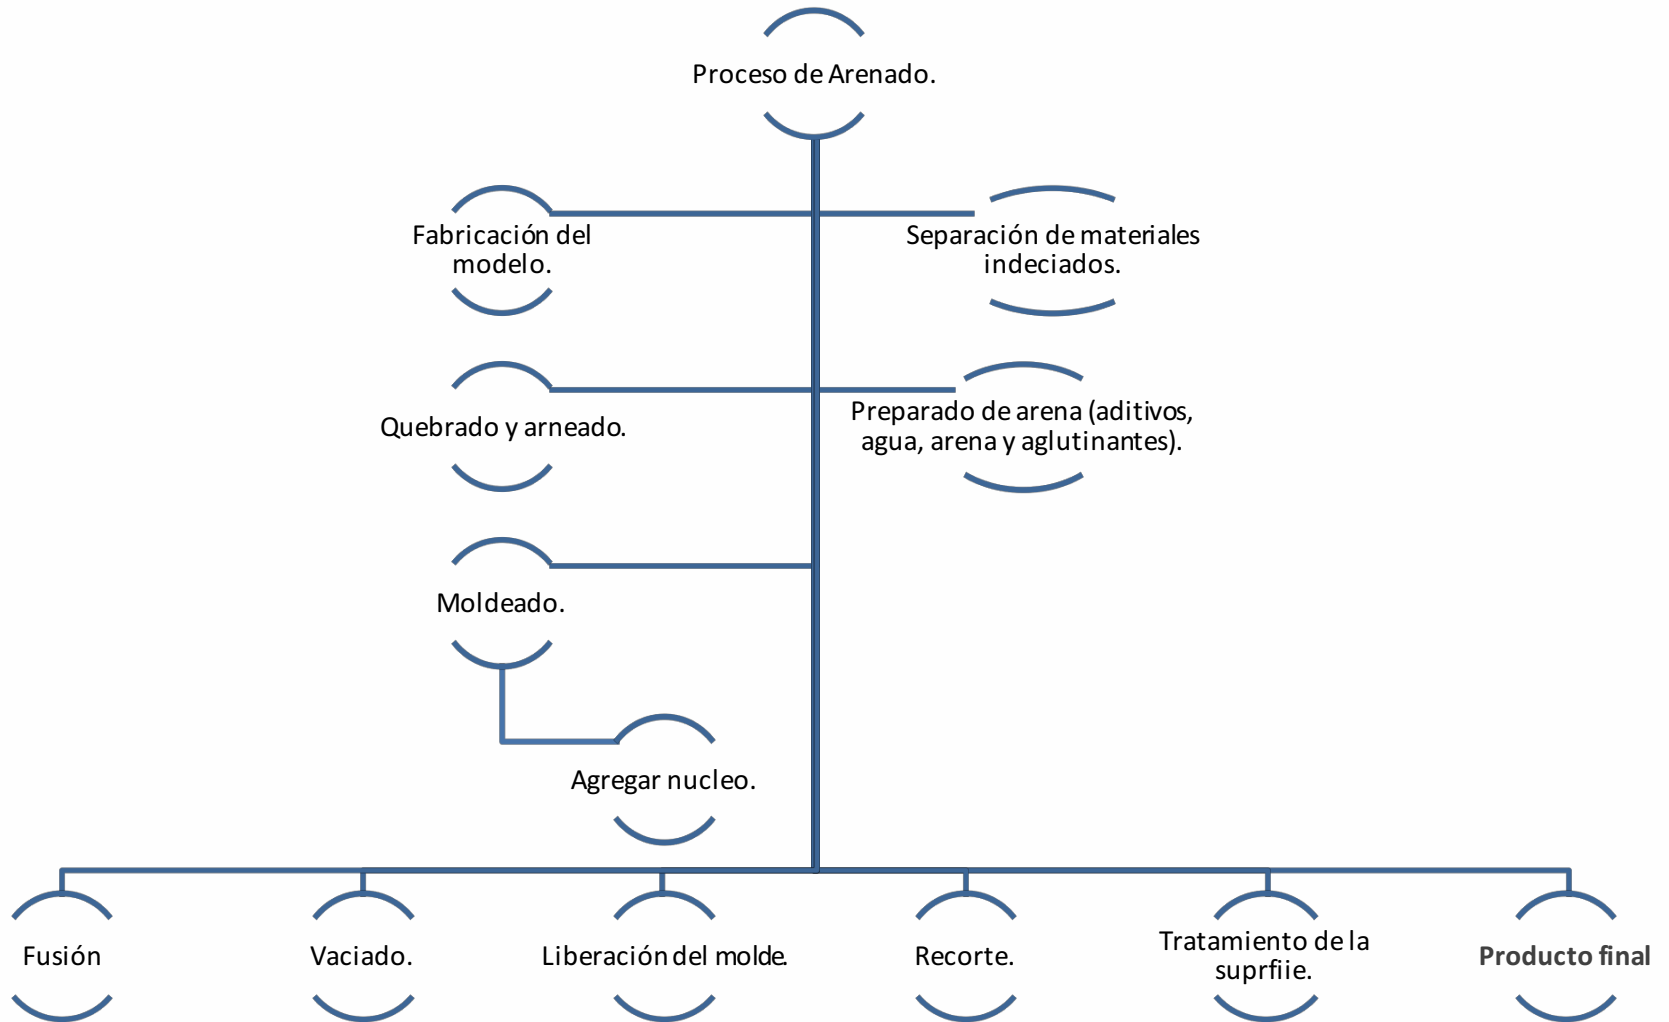 Proceso de Arenado.
Fabricación del
modelo.
Separación de materiales
indeciados.
Quebrado y arneado.
Preparado de arena (aditivos,
agua, arena y aglutinantes).
Moldeado.
Agregar nucleo.
Fusión
Vaciado.
Liberación del molde.
Recorte.
Tratamiento de la
suprfiie.
Producto final